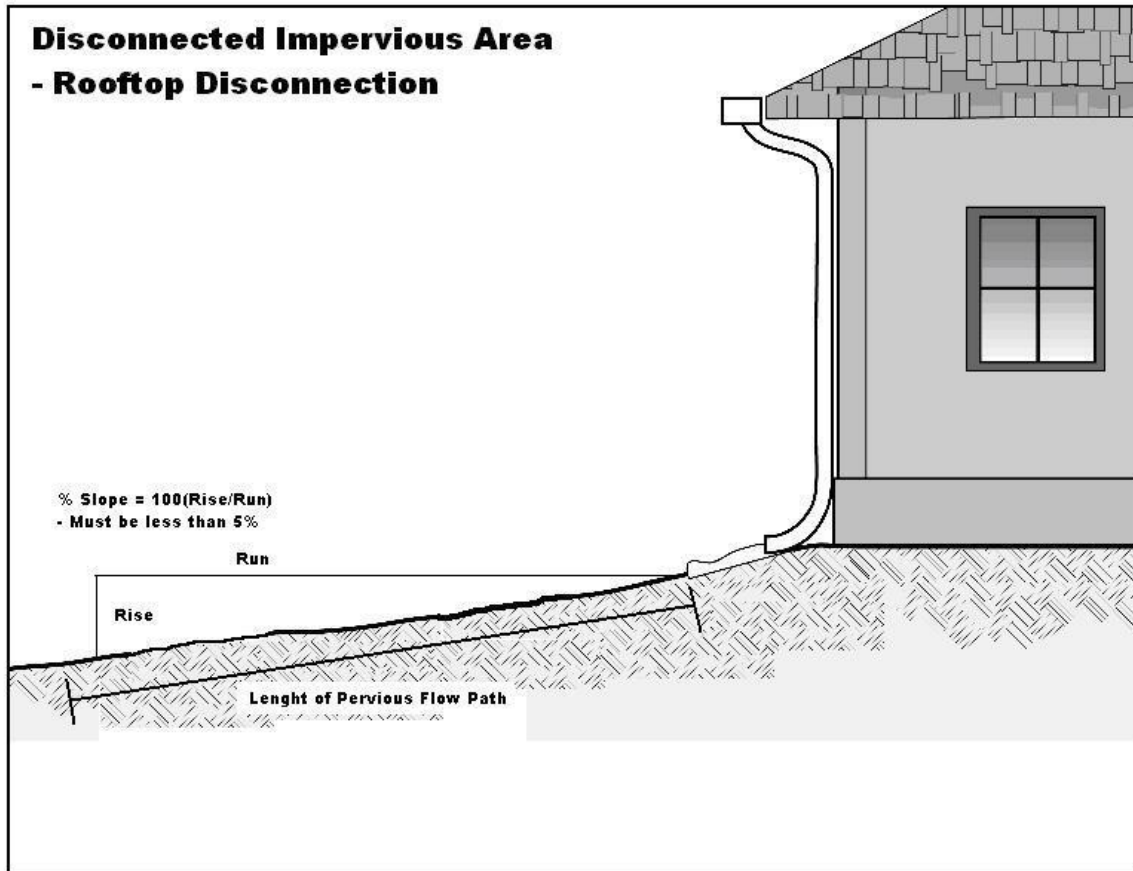 Disconnected Impervious Area
- Rooftop Disconnection
% Slope = 100(Rise/Run)
- Must be less than 5%
Run
Rise
Lenght of Pervious Flow Path